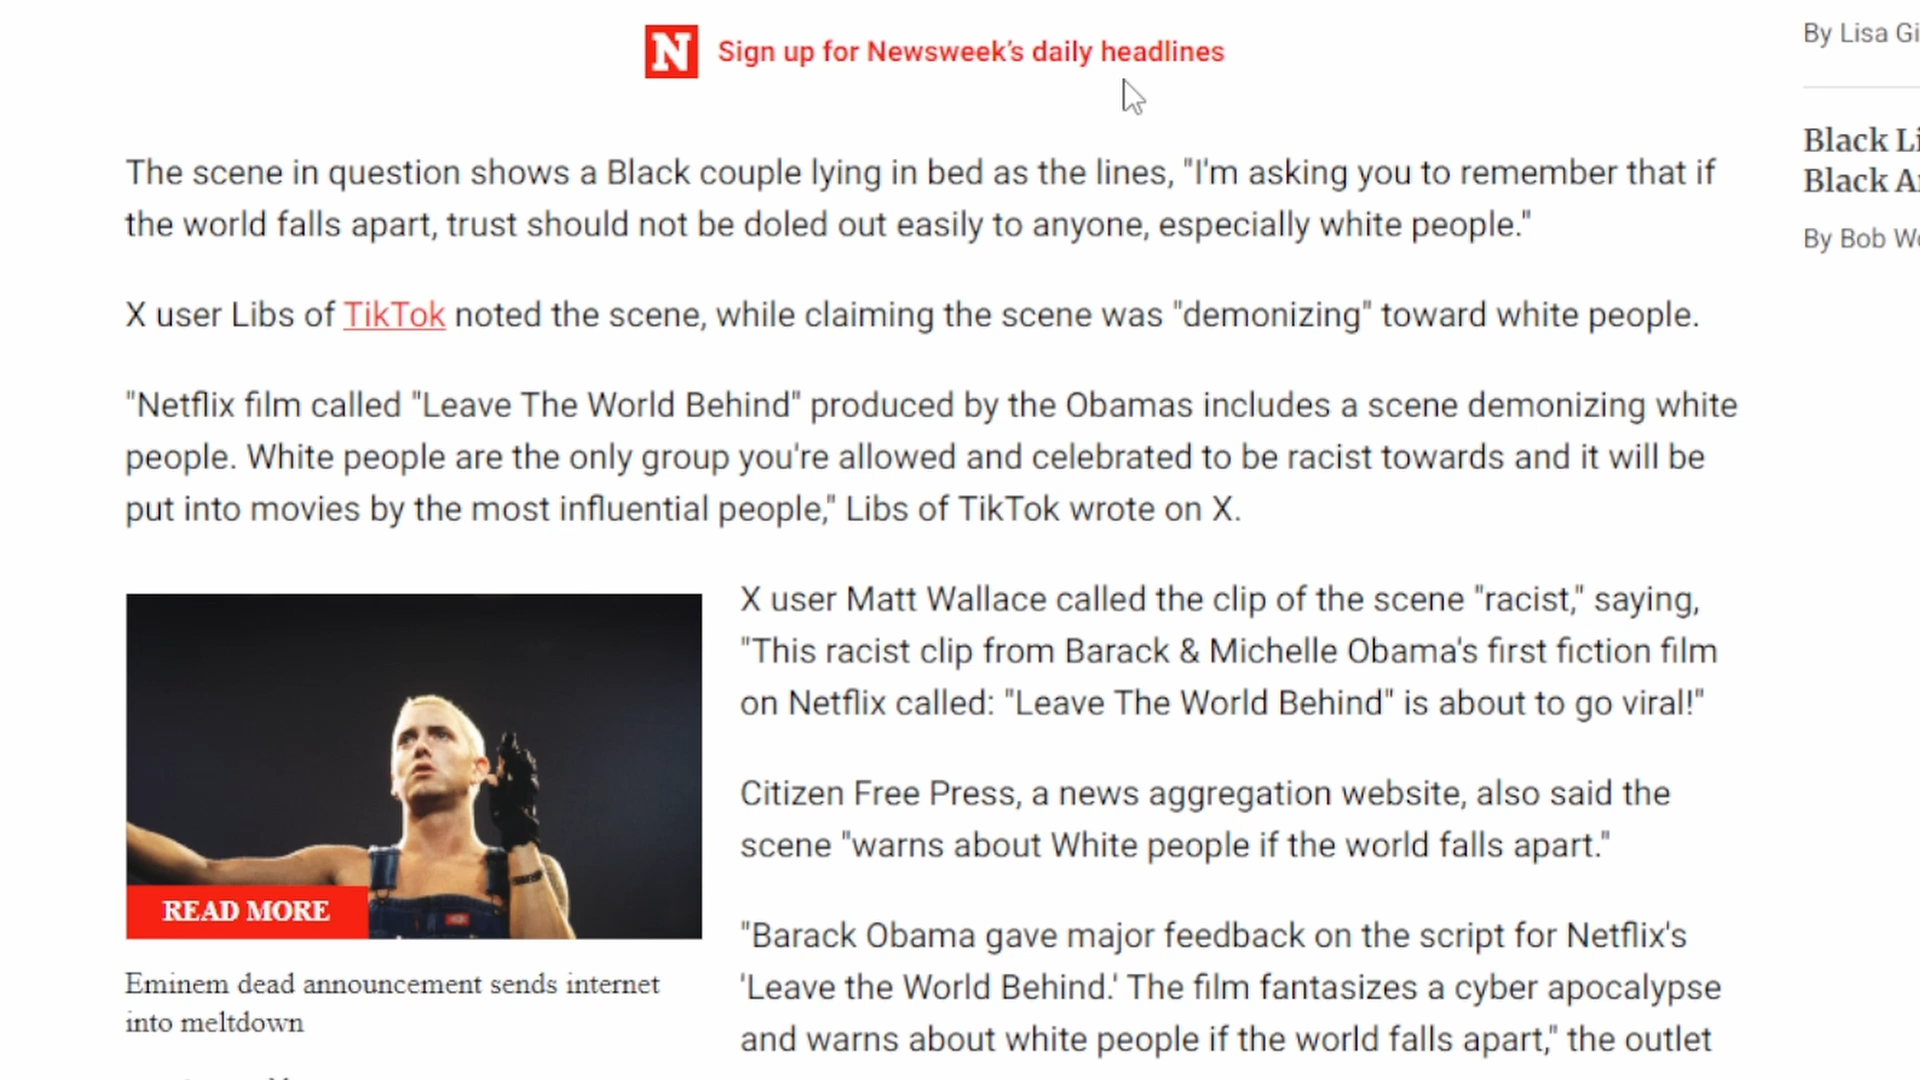 N Sign up for Newsweek's daily headlines
The scene in question shows a Black couple lying in bed as the lines, "I'm asking you to remember that if
the world falls apart, trust should not be doled out easily to anyone, especially white people."
X user Libs of TikTok noted the scene, while claiming the scene was "demonizing" toward white people.
"Netflix film called "Leave The World Behind" produced by the Obamas includes a scene demonizing white
people. White people are the only group you're allowed and celebrated to be racist towards and it will be
put into movies by the most influential people," Libs of TikTok wrote on X.
X user Matt Wallace called the clip of the scene "racist," saying,
"This racist clip from Barack & Michelle Obama's first fiction film
on Netflix called: "Leave The World Behind" is about to go viral!"
Citizen Free Press, a news aggregation website, also said the
scene "warns about White people if the world falls apart."
"Barack Obama gave major feedback on the script for Netflix's
'Leave the World Behind.' The film fantasizes a cyber apocalypse
and warns about white people if the world falls apart," the outlet
READ MORE
Eminem dead announcement sends internet
into meltdown
By Lisa Gi
Black Li
Black A
By Bob W